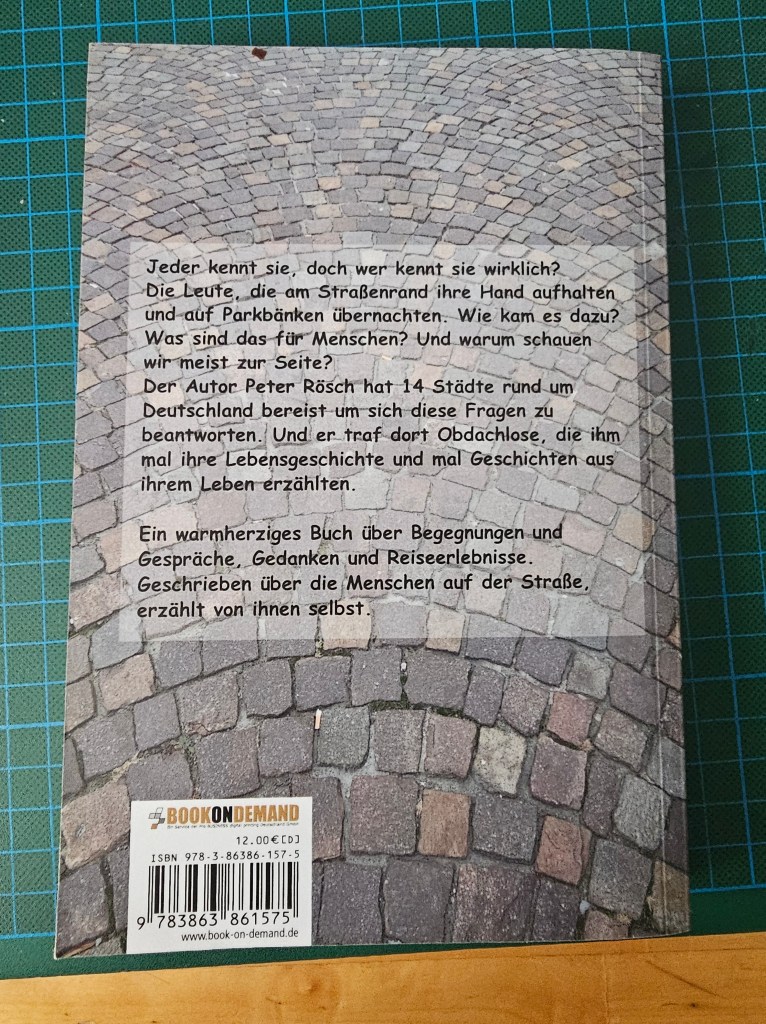 Jeder kennt sie, doch wer kennt sie wirklich?
Die Leute, die am Straßenrand ihre Hand aufhalten
und auf Parkbänken übernachten. Wie kam es dazu?
Was sind das für Menschen? Und warum schauen
wir meist zur Seite?
Der Autor Peter Rösch hat 14 Städte rund um
Deutschland bereist um sich diese Fragen zu
beantworten. Und er traf dort Obdachlose, die ihm
mal ihre Lebensgeschichte und mal Geschichten aus
ihrem Leben erzählten.
Ein warmherziges Buch über Begegnungen und
Gespräche, Gedanken und Reiseerlebnisse.
Geschrieben über die Menschen auf der Straße,
erzählt von ihnen selbst.
BOOKONDEMAND
12.00€[D]
ISBN 978-3-86386-157-5
9 783863 861575
www.book-on-demand.de